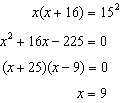 x(x+16) = 15²
x² + 16x − 225 = 0
(x + 25)(x − 9) = 0
x = 9